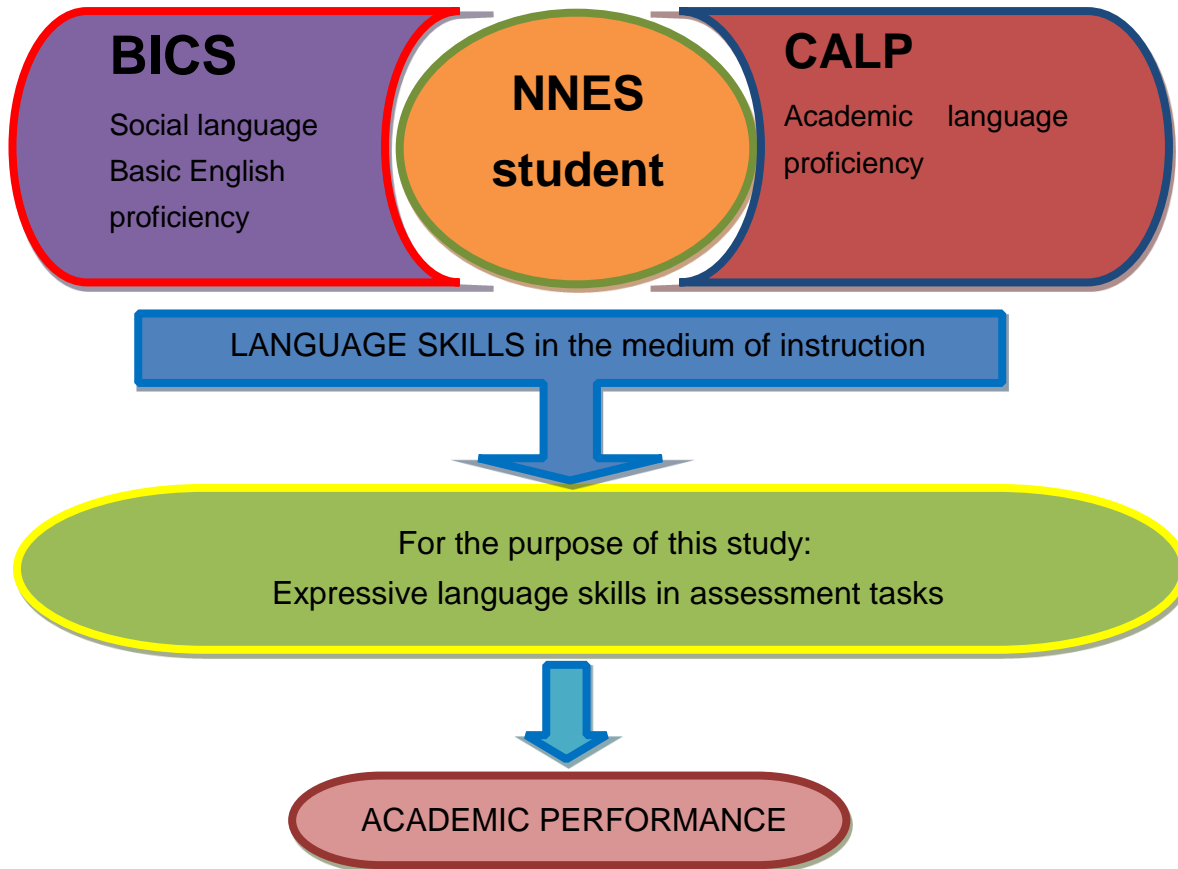 BICS
Social language
Basic English
proficiency
NNES
student
CALP
Academic language
proficiency
LANGUAGE SKILLS in the medium of instruction
For the purpose of this study:
Expressive language skills in assessment tasks
ACADEMIC PERFORMANCE